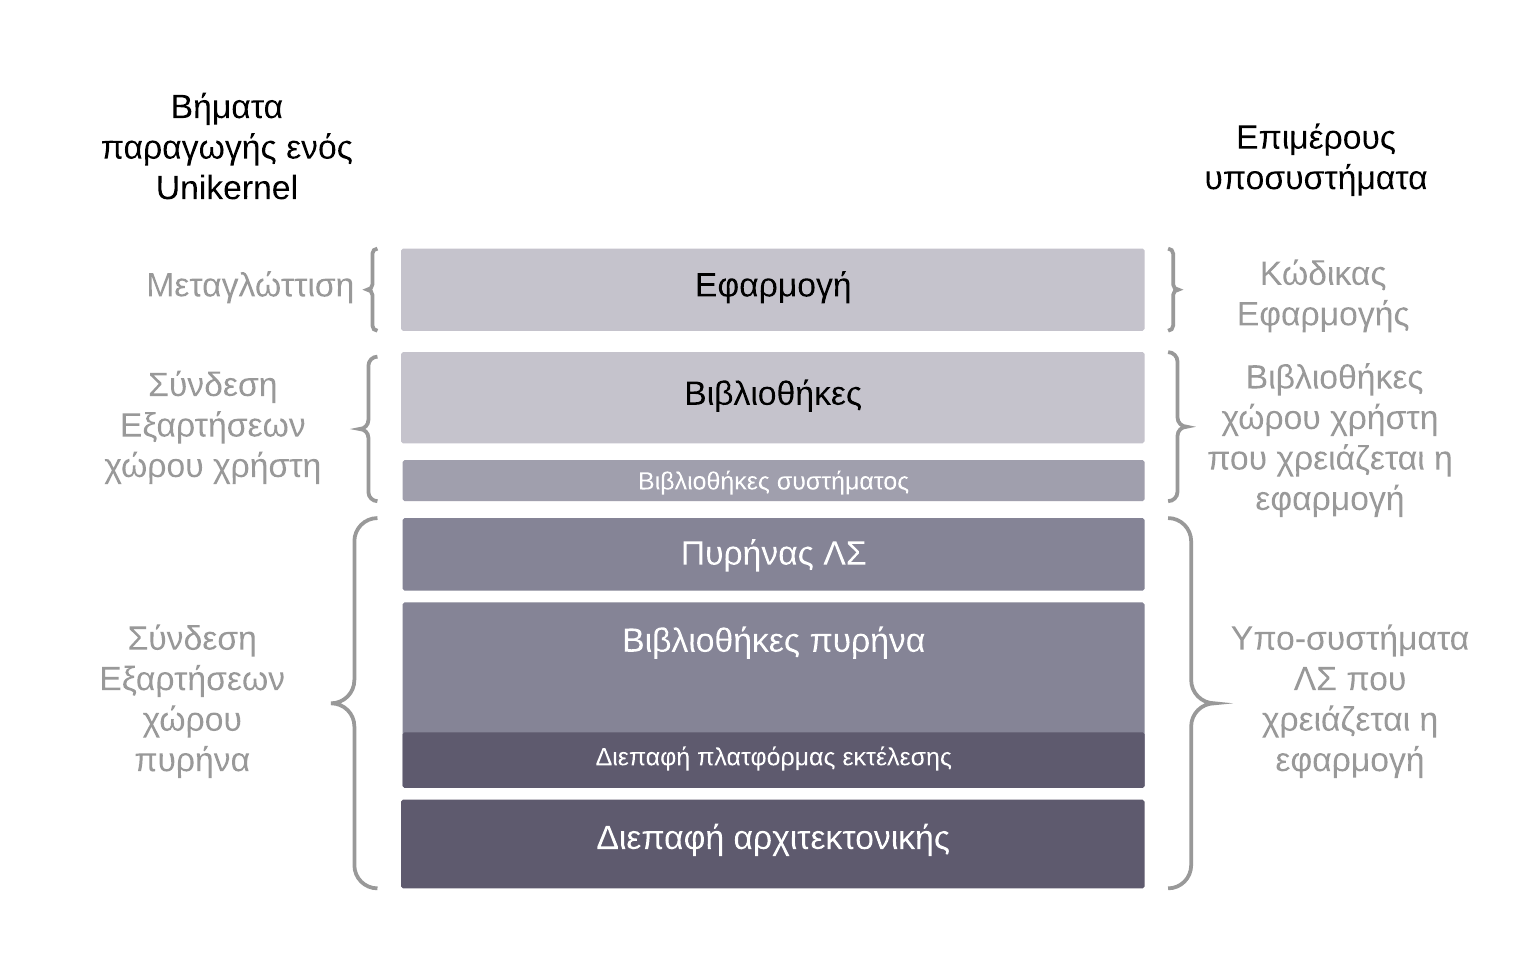 Βήματα
παραγωγής ενός
Unikernel
Επιμέρους
υποσυστήματα
Μεταγλώττιση
Εφαρμογή
Κώδικας
Εφαρμογής
Σύνδεση
Εξαρτήσεων
χώρου χρήστη
Βιβλιοθήκες
Βιβλιοθήκες συστήματος
Βιβλιοθήκες
χώρου χρήστη
που χρειάζεται η
εφαρμογή
Σύνδεση
Εξαρτήσεων
χώρου
πυρήνα
Πυρήνας ΛΣ
Βιβλιοθήκες πυρήνα
Διεπαφή πλατφόρμας εκτέλεσης
Διεπαφή αρχιτεκτονικής
Υπο-συστήματα
ΛΣ που
χρειάζεται η
εφαρμογή